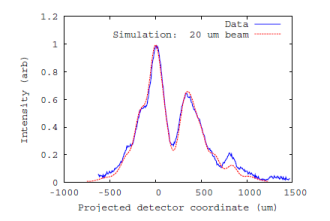 1.2
Data
Simulation: 20 um beam
1
0.8
0.6
0.4
0.2
0
Intensity (arb)
-1000 -500 0 500 1000 1500
Projected detector coordinate (um)